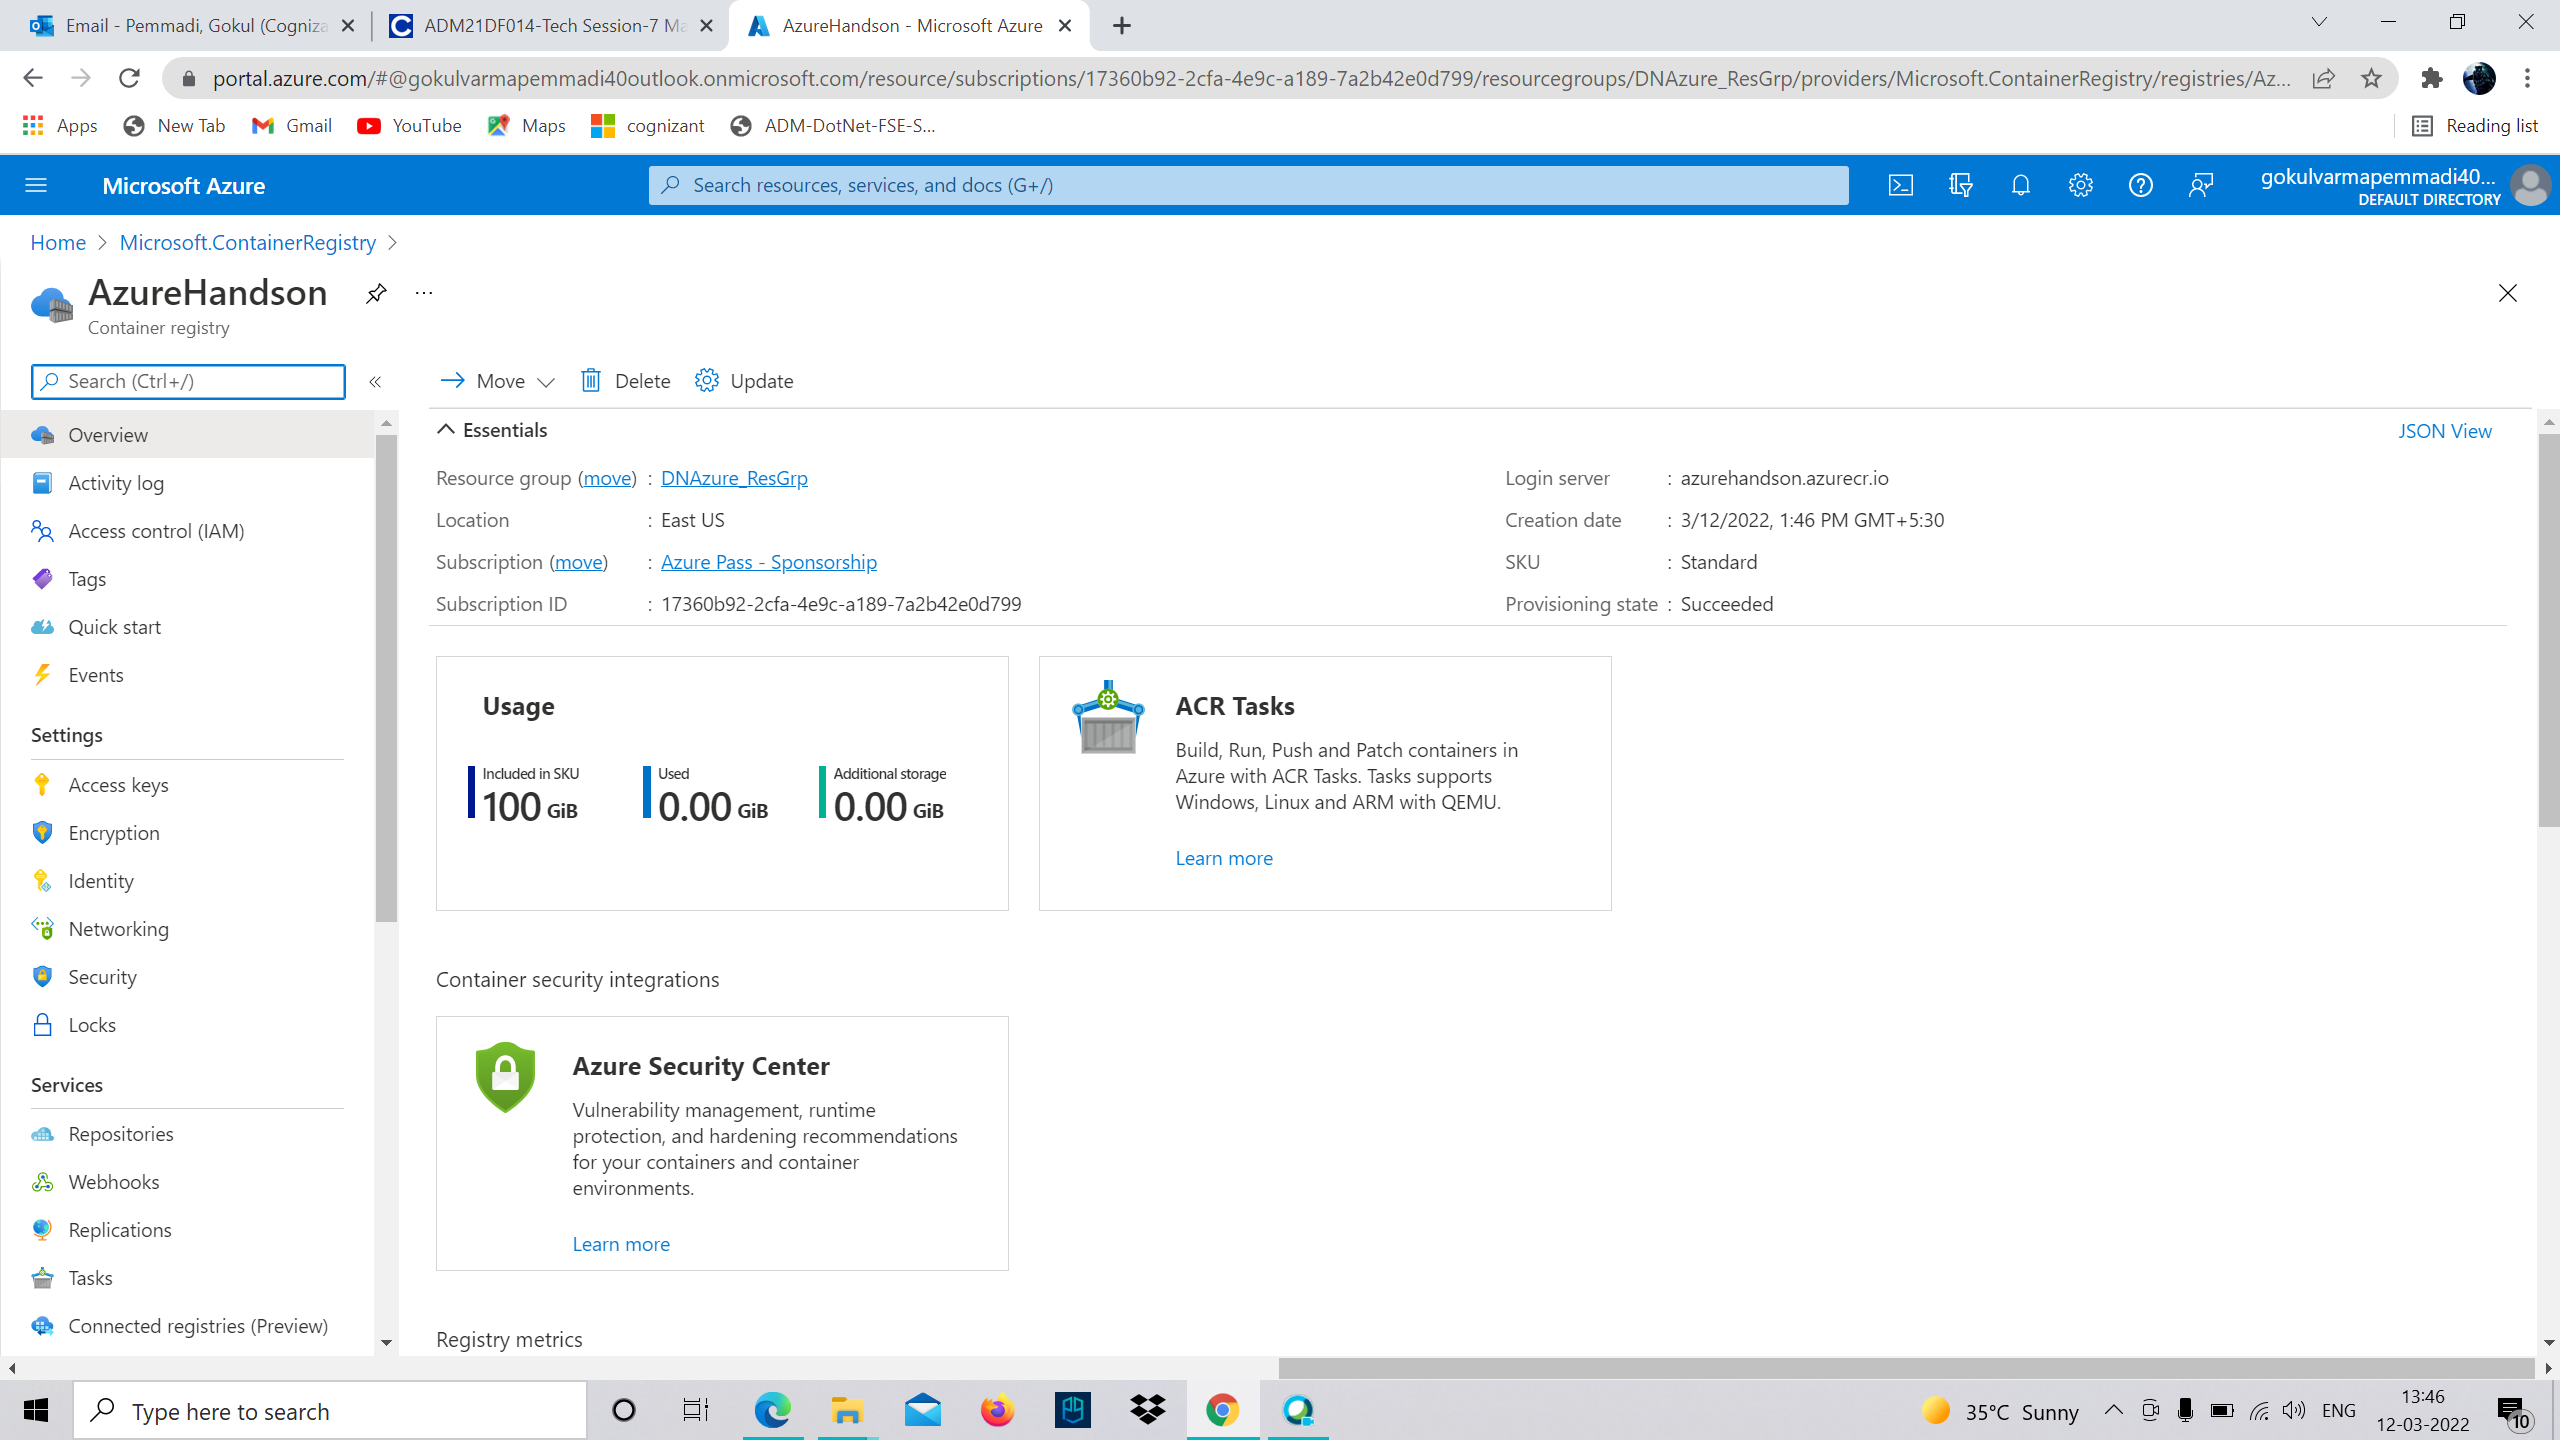 Email - Pemmadi, Gokul (Cogniza
ADM21DF014-Tech Session-7 Ma
AzureHandson - Microsoft Azure
portal.azure.com/#@gokulvarmapemmadi40outlook.onmicrosoft.com/resource/subscriptions/17360b92-2cfa-4e9c-a189-7a2b42e0d799/resourcegroups/DNAzure_ResGrp/providers/Microsoft.ContainerRegistry/registries/Az...
Apps
New Tab
Gmail
YouTube
Maps
cognizant
ADM-DotNet-FSE-S...
Reading list
Microsoft Azure
Search resources, services, and docs (G+/)
gokulvarmapemmadi40...
DEFAULT DIRECTORY
Home > Microsoft.ContainerRegistry >
AzureHandson
...
Container registry
Search (Ctrl+/)
«
Overview
Activity log
Access control (IAM)
Tags
Quick start
Events
Settings
Access keys
Encryption
Identity
Networking
Security
Locks
Services
Repositories
Webhooks
Replications
Tasks
Connected registries (Preview)
Move
Delete
Update
Essentials
JSON View
Resource group (move) : DNAzure_ResGrp
Location : East US
Subscription (move) : Azure Pass - Sponsorship
Subscription ID : 17360b92-2cfa-4e9c-a189-7a2b42e0d799
Login server : azurehandson.azurecr.io
Creation date : 3/12/2022, 1:46 PM GMT+5:30
SKU : Standard
Provisioning state : Succeeded
Usage
Included in SKU
100 GiB
Used
0.00 GiB
Additional storage
0.00 GiB
ACR Tasks
Build, Run, Push and Patch containers in
Azure with ACR Tasks. Tasks supports
Windows, Linux and ARM with QEMU.
Learn more
Container security integrations
Azure Security Center
Vulnerability management, runtime
protection, and hardening recommendations
for your containers and container
environments.
Learn more
Registry metrics
Type here to search
35°C Sunny
ENG
13:46
12-03-2022
10